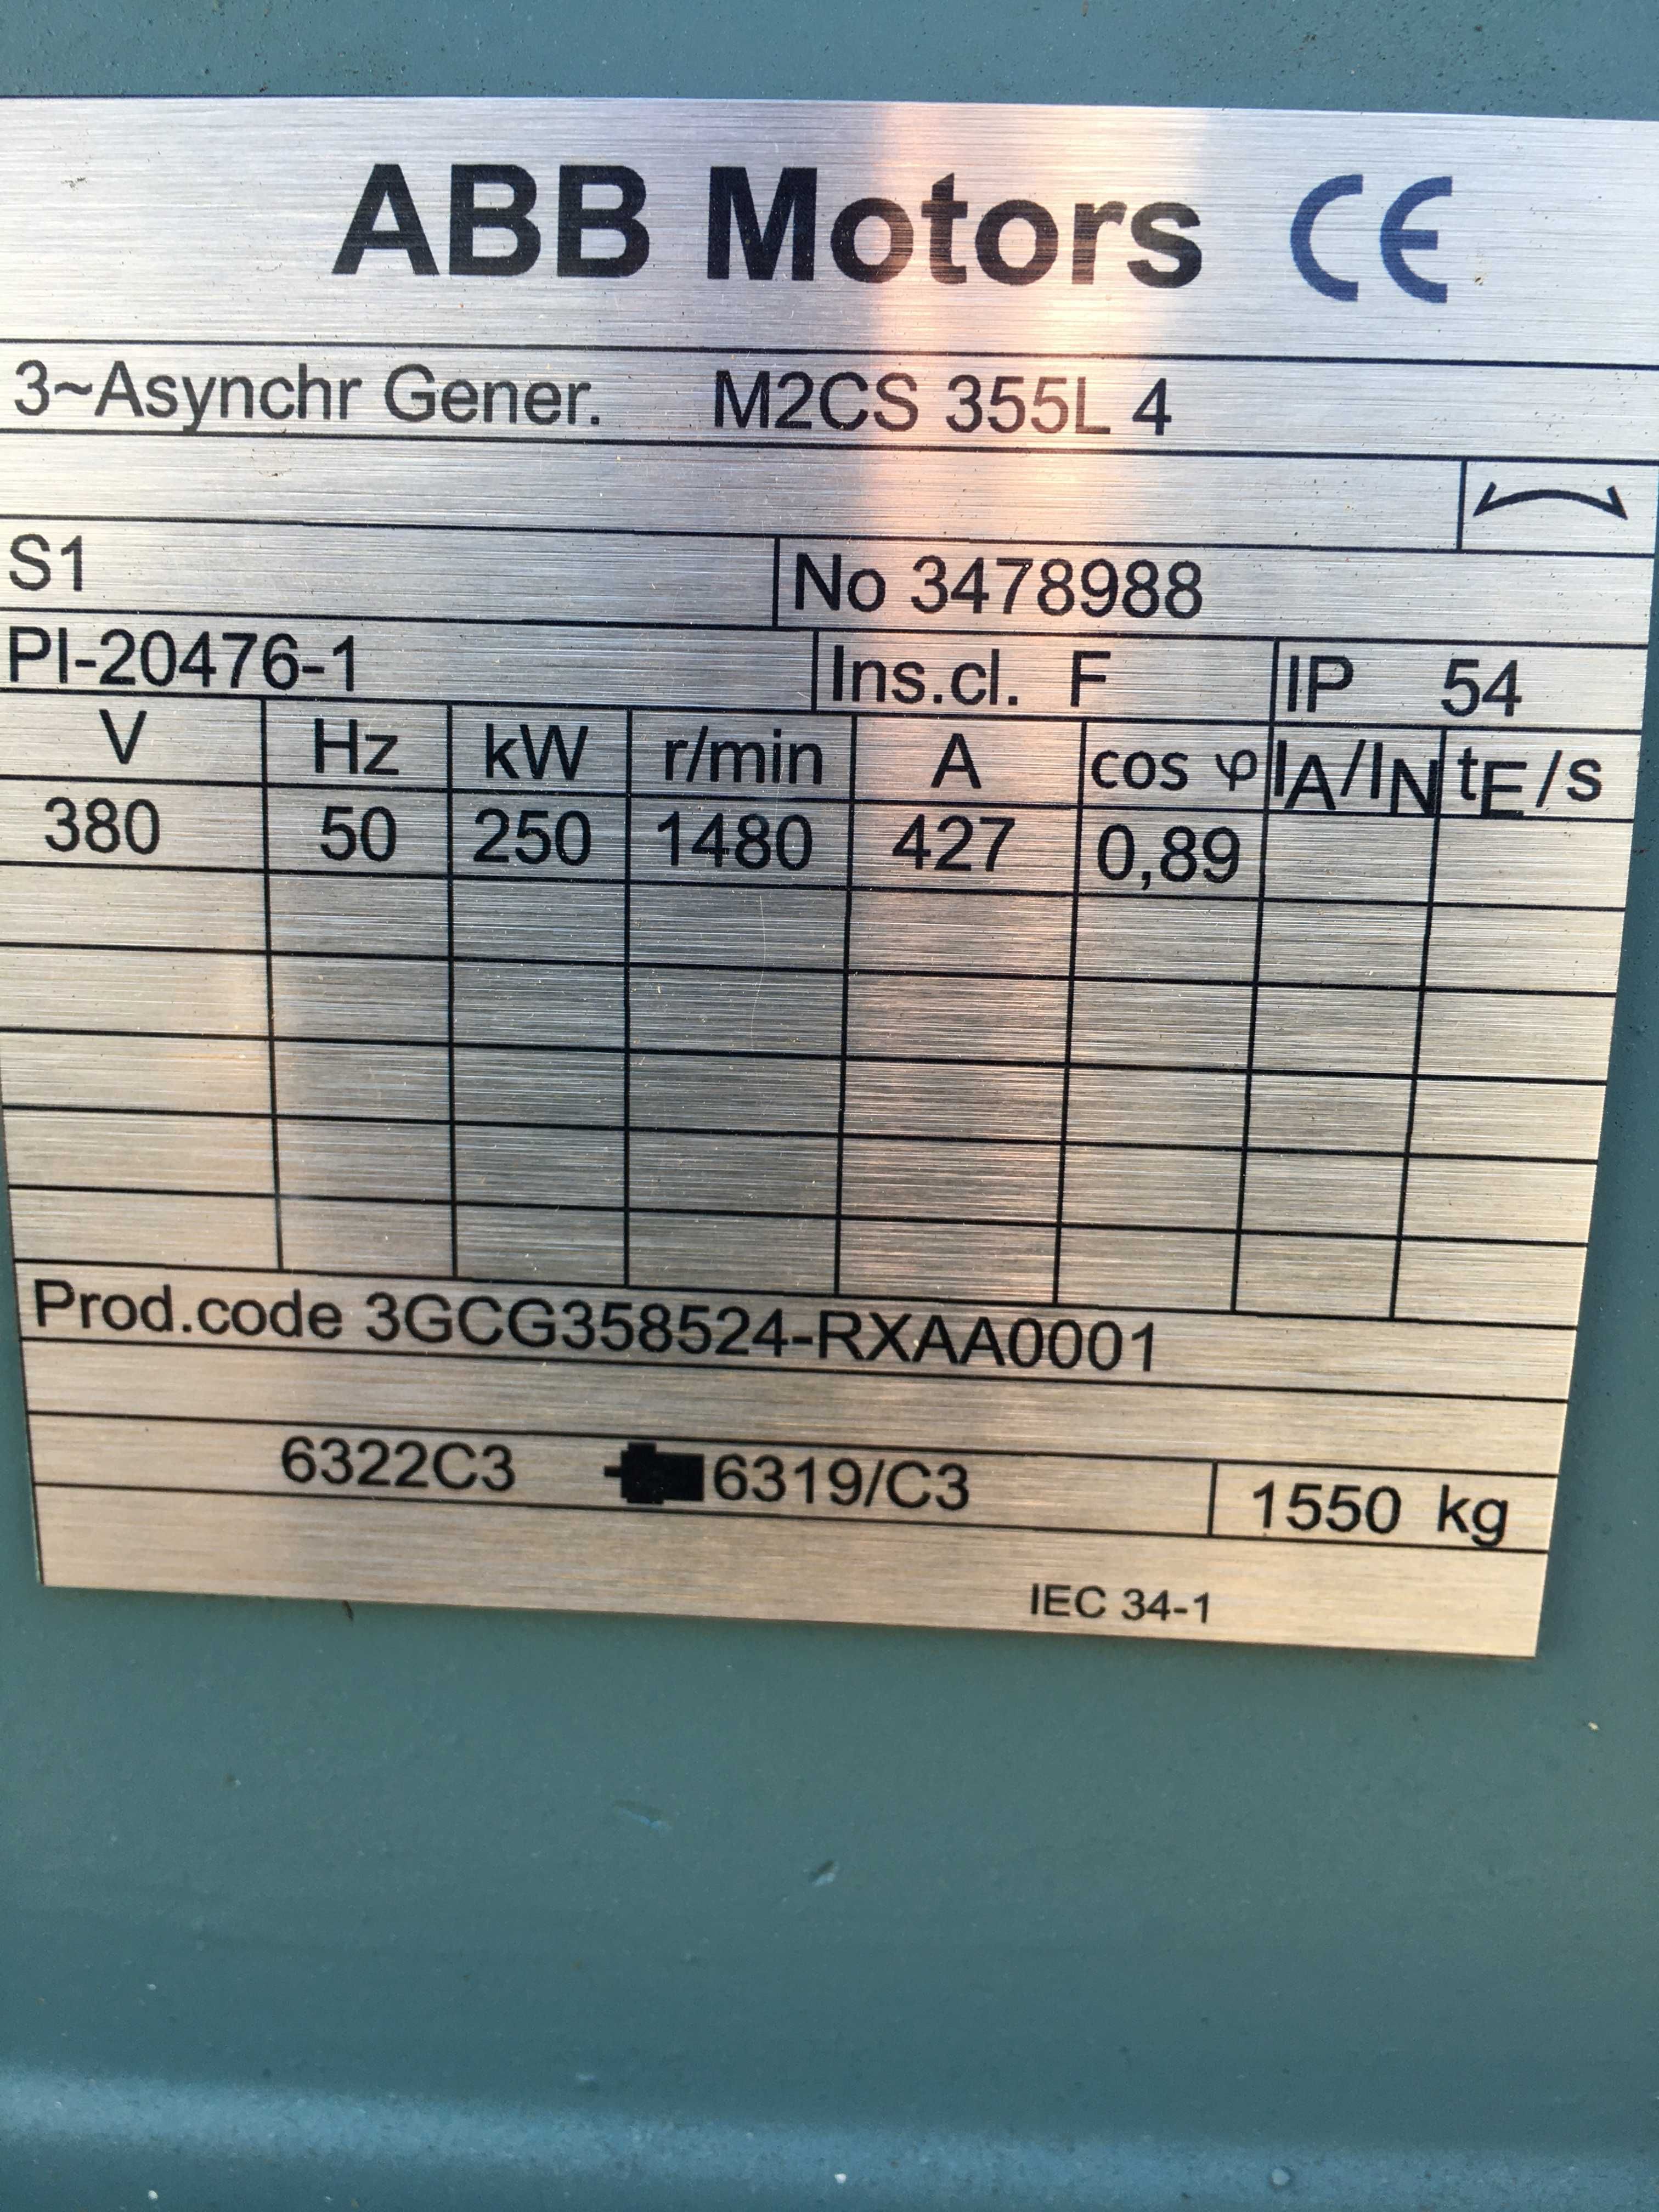 ABB Motors CE
3~Asynchr Gener. M2CS 355L 4
S1 No 3478988
PI-20476-1 Ins.cl. F IP 54
V Hz kW r/min A cos φ IA/IN tE/s
380 50 250 1480 427 0,89
Prod.code 3GCG358524-RXAA0001
6322C3 6319/C3 1550 kg
IEC 34-1